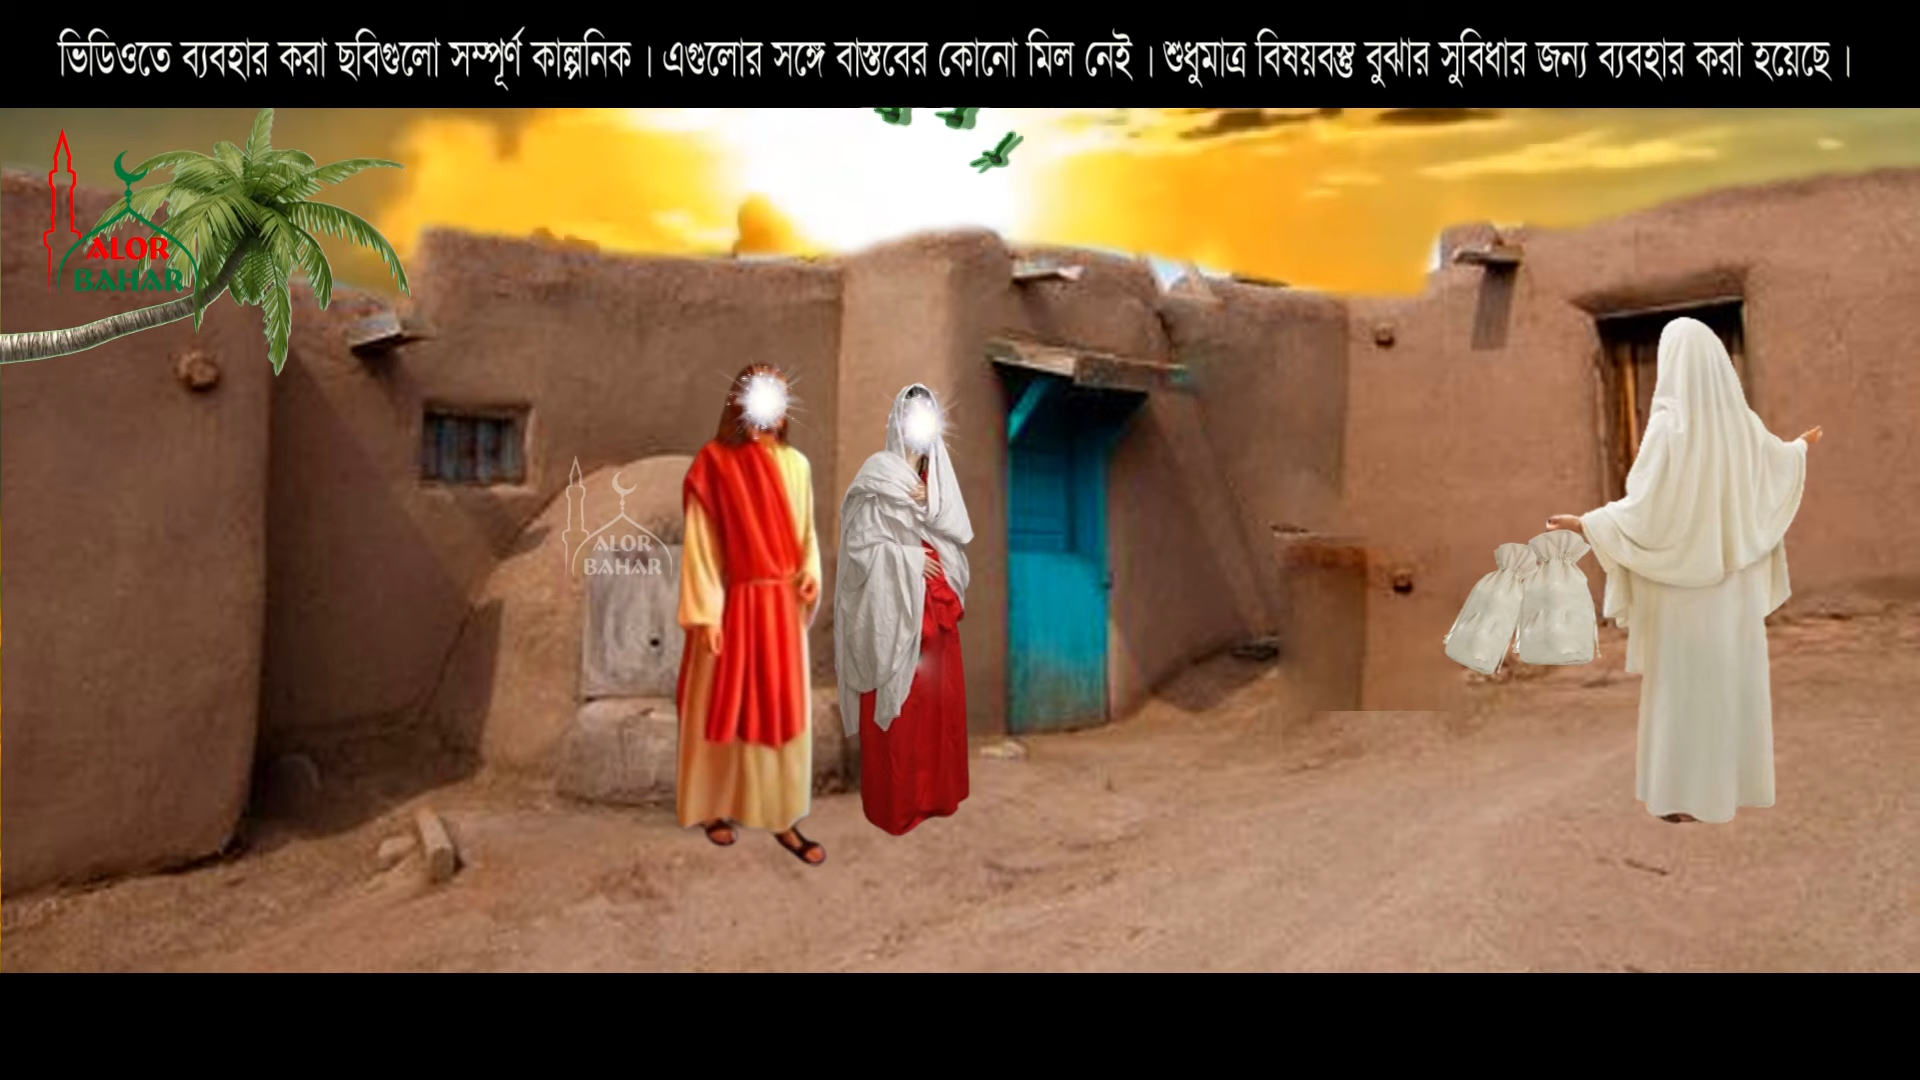 ভিডিওতে ব্যবহার করা ছবিগুলো সম্পূর্ণ কাল্পনিক । এগুলোর সঙ্গে বাস্তবের কোনো মিল নেই । শুধুমাত্র বিষয়বস্তু বুঝার সুবিধার জন্য ব্যবহার করা হয়েছে ।
ALOR
BAHAR
ALOR
BAHAR